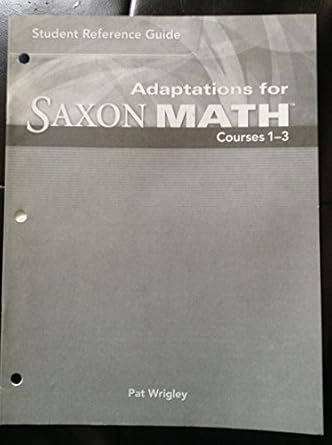 Student Reference Guide
Adaptations for
SAXON MATH™
Courses 1–3
Pat Wrigley